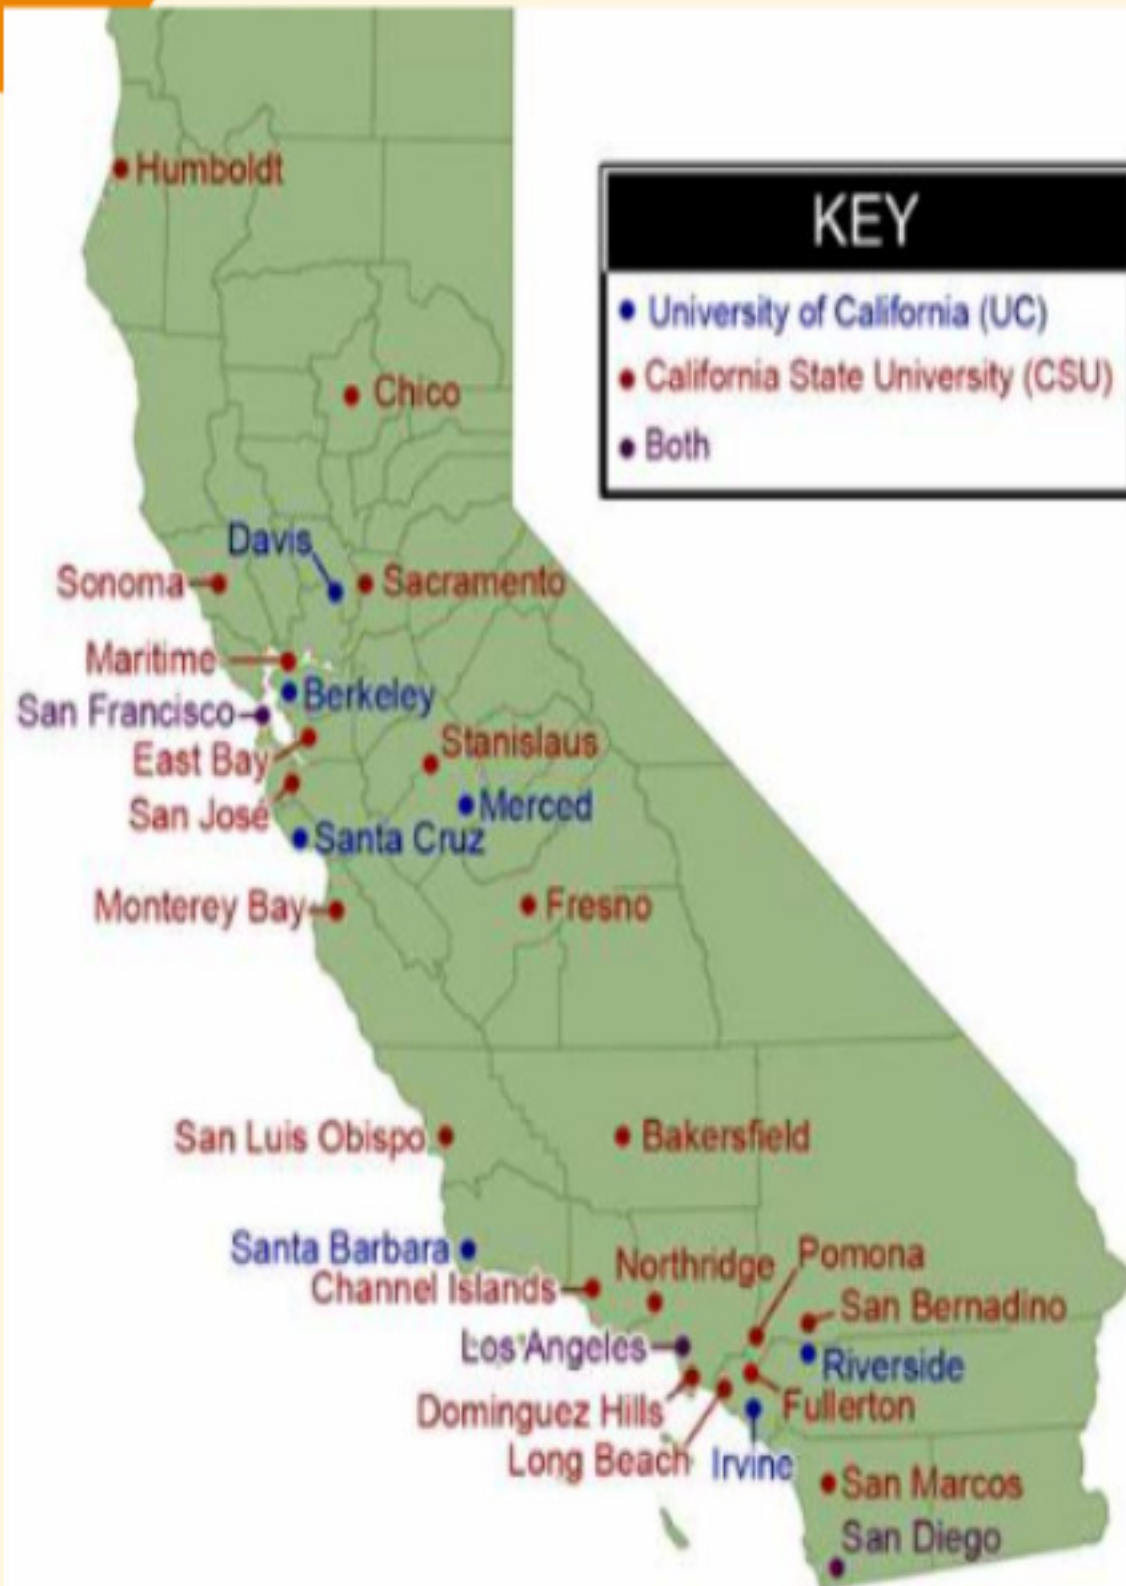 Humboldt
KEY
University of California (UC)
California State University (CSU)
Both
Chico
Davis
Sonoma
Sacramento
Maritime
Berkeley
San Francisco
East Bay
Stanislaus
San José
Merced
Santa Cruz
Monterey Bay
Fresno
San Luis Obispo
Bakersfield
Santa Barbara
Channel Islands
Northridge
Pomona
San Bernadino
Los Angeles
Riverside
Dominguez Hills
Fullerton
Long Beach
Irvine
San Marcos
San Diego